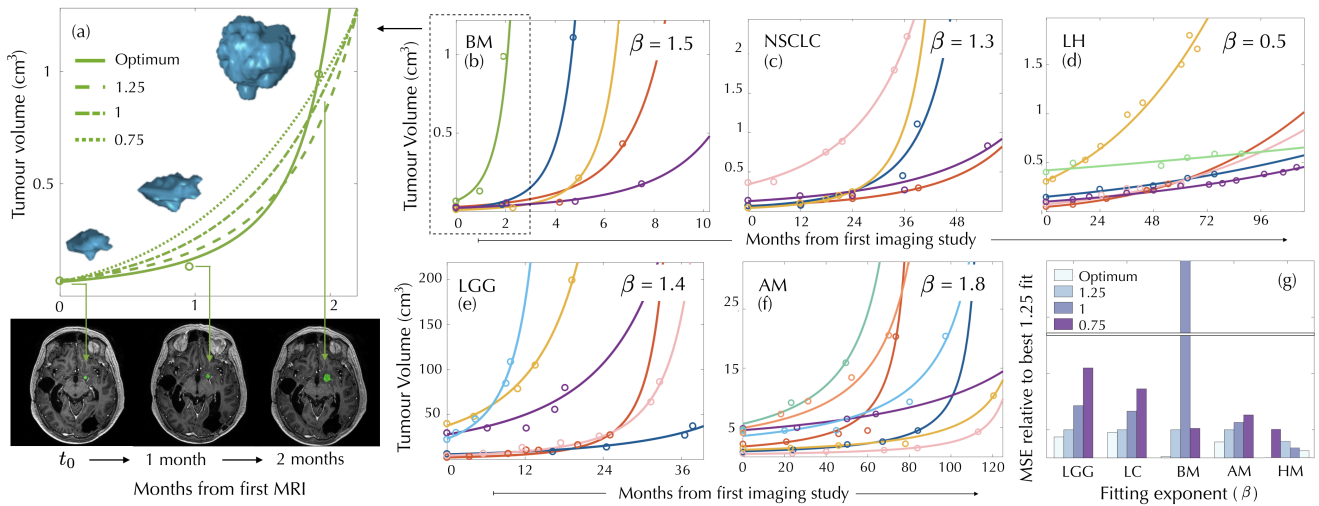 (a)
Optimum
1.25
1
0.75
Tumour volume (cm3)
1
0.5
0
1
2
t0
1 month
2 months
Months from first MRI
BM
(b)
β = 1.5
Tumour Volume (cm3)
1
0.5
0
2
4
6
8
10
NSCLC
(c)
β = 1.3
2
1.5
1
0.5
0
12
24
36
48
LH
(d)
β = 0.5
1.5
1
0.5
0
24
48
72
96
Months from first imaging study
LGG
(e)
β = 1.4
Tumour Volume (cm3)
200
150
100
50
0
12
24
36
AM
(f)
β = 1.8
25
15
5
0
20
40
60
80
100
120
Months from first imaging study
(g)
Optimum
1.25
1
0.75
MSE relative to best 1.25 fit
LGG
LC
BM
AM
HM
Fitting exponent (β)